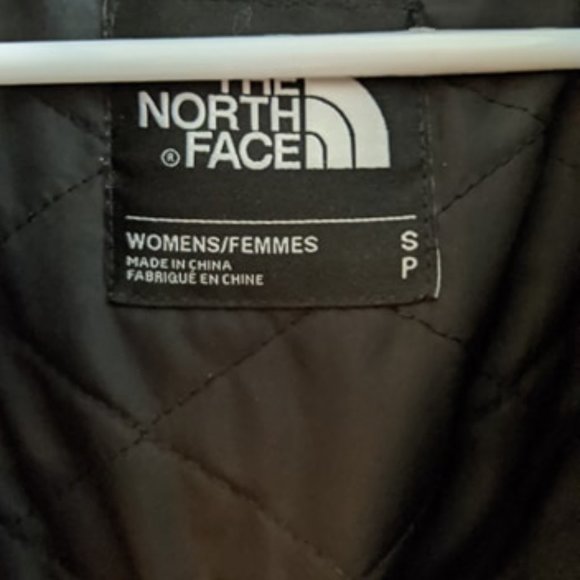 THE
NORTH
® FACE
WOMENS/FEMMES S
MADE IN CHINA P
FABRIQUÉ EN CHINE